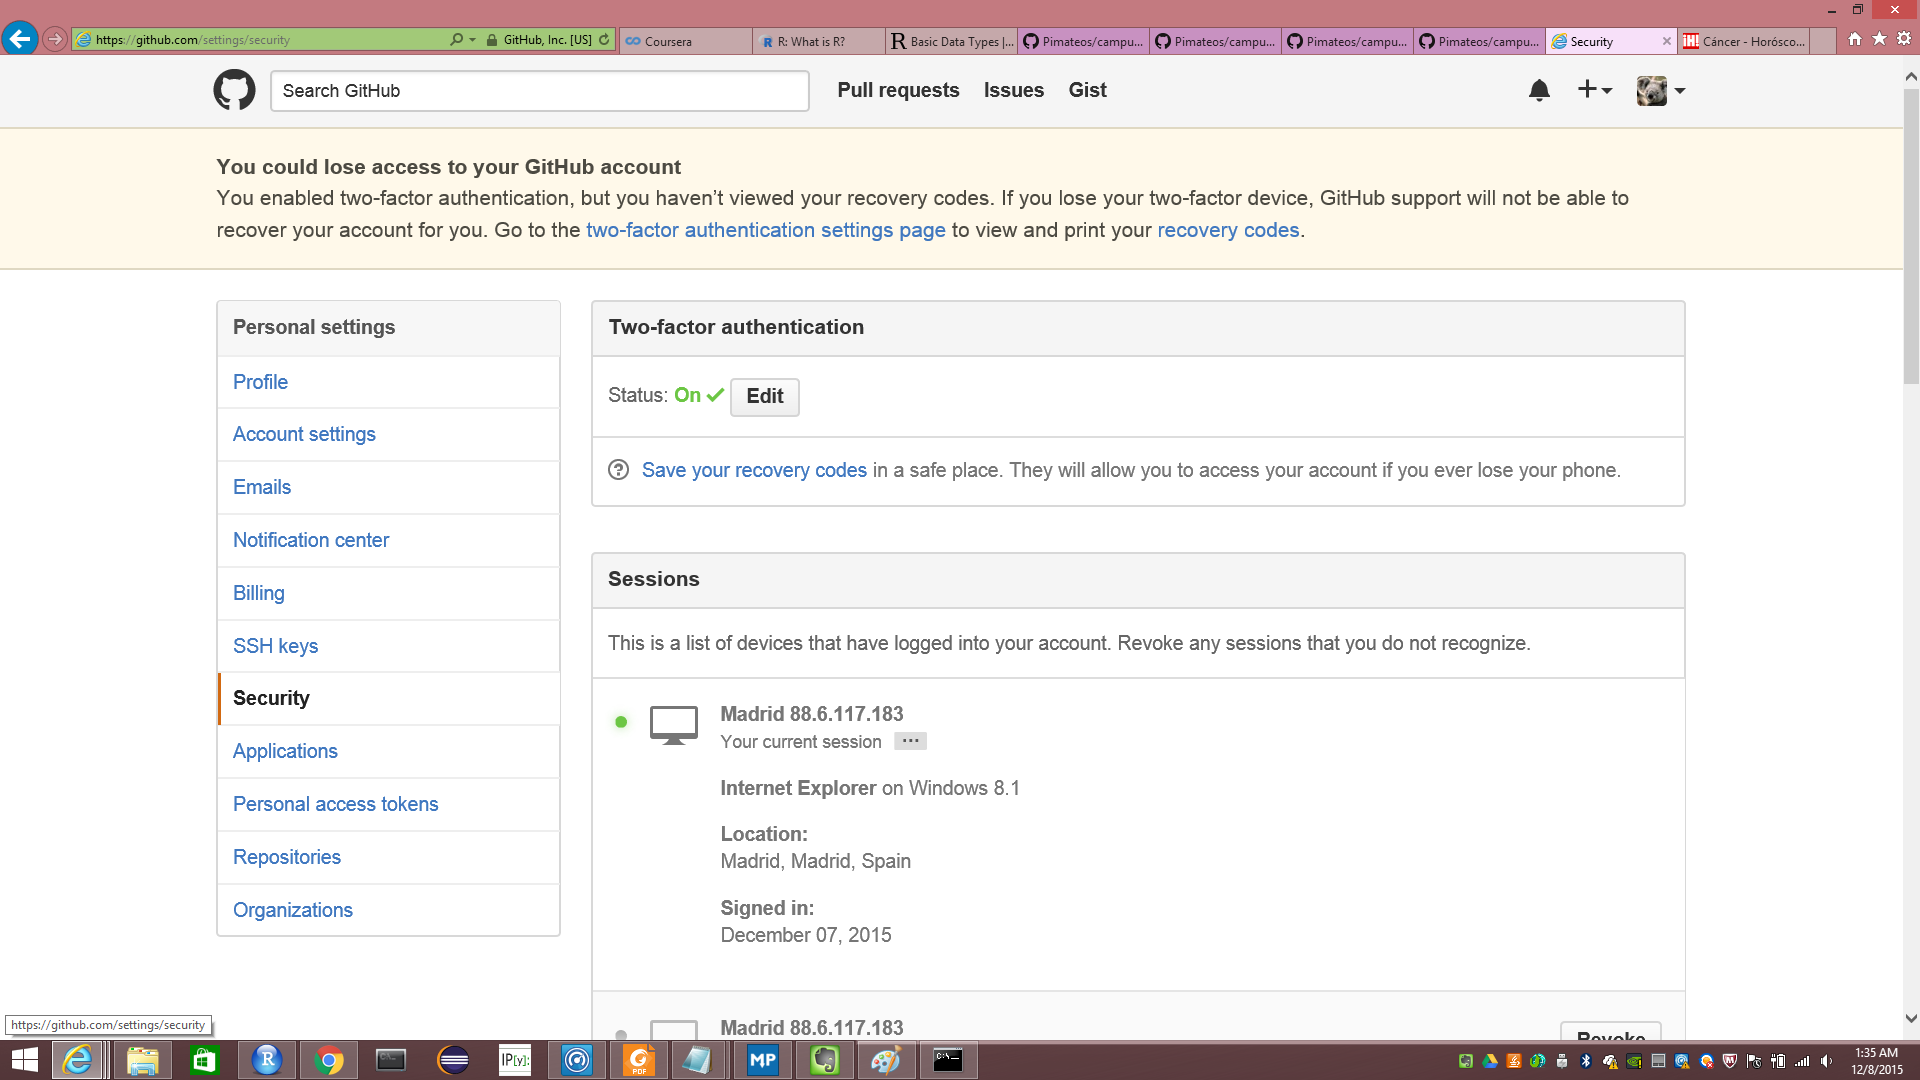 https://github.com/settings/security
GitHub, Inc. [US]
Coursera
R: What is R?
Basic Data Types |...
Pimateos/campu...
Pimateos/campu...
Pimateos/campu...
Pimateos/campu...
Security
Cáncer - Horósco...
Search GitHub
Pull requests
Issues
Gist
You could lose access to your GitHub account
You enabled two-factor authentication, but you haven’t viewed your recovery codes. If you lose your two-factor device, GitHub support will not be able to
recover your account for you. Go to the two-factor authentication settings page to view and print your recovery codes.
Personal settings
Profile
Account settings
Emails
Notification center
Billing
SSH keys
Security
Applications
Personal access tokens
Repositories
Organizations
Two-factor authentication
Status: On
Edit
Save your recovery codes in a safe place. They will allow you to access your account if you ever lose your phone.
Sessions
This is a list of devices that have logged into your account. Revoke any sessions that you do not recognize.
Madrid 88.6.117.183
Your current session
Internet Explorer on Windows 8.1
Location:
Madrid, Madrid, Spain
Signed in:
December 07, 2015
Madrid 88.6.117.183
Revoke
https://github.com/settings/security
R
IP[y]:
PDF
MP
C:\-
1:35 AM
12/8/2015